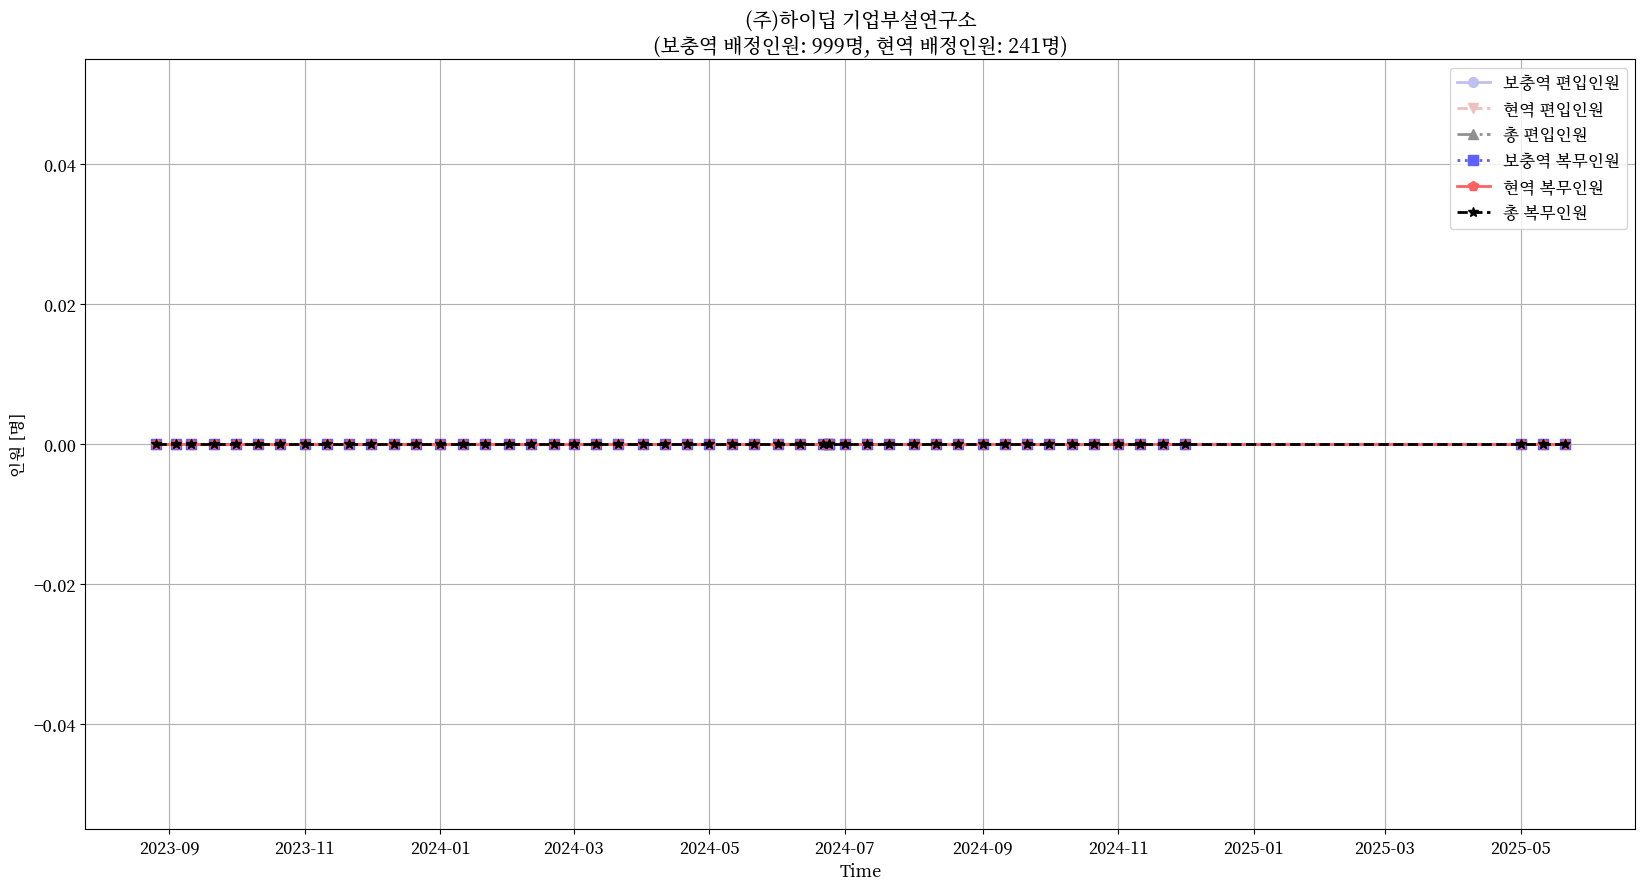 (주)하이딥 기업부설연구소
(보충역 배정인원: 999명, 현역 배정인원: 241명)
보충역 편입인원
현역 편입인원
총 편입인원
보충역 복무인원
현역 복무인원
총 복무인원
0.04
0.02
0.00
−0.02
−0.04
인원 [명]
2023-09 2023-11 2024-01 2024-03 2024-05 2024-07 2024-09 2024-11 2025-01 2025-03 2025-05
Time